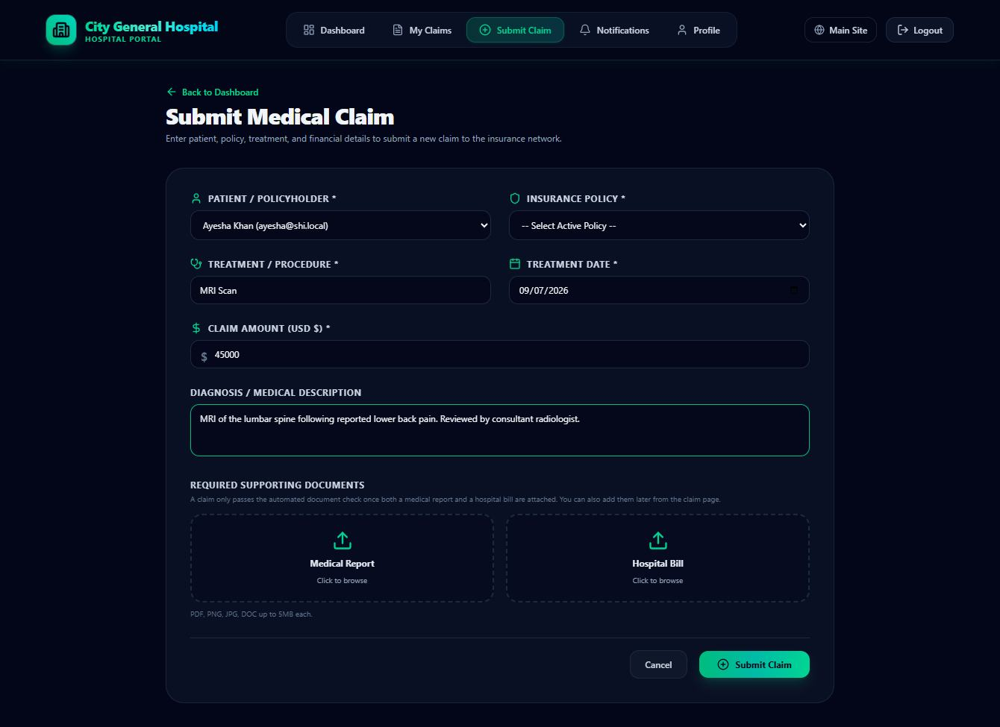 City General Hospital
HOSPITAL PORTAL
Dashboard
My Claims
Submit Claim
Notifications
Profile
Main Site
Logout
Back to Dashboard
Submit Medical Claim
Enter patient, policy, treatment, and financial details to submit a new claim to the insurance network.
PATIENT / POLICYHOLDER *
INSURANCE POLICY *
Ayesha Khan (ayesha@shi.local)
-- Select Active Policy --
TREATMENT / PROCEDURE *
TREATMENT DATE *
MRI Scan
09/07/2026
$ CLAIM AMOUNT (USD $) *
$ 45000
DIAGNOSIS / MEDICAL DESCRIPTION
MRI of the lumbar spine following reported lower back pain. Reviewed by consultant radiologist.
REQUIRED SUPPORTING DOCUMENTS
A claim only passes the automated document check once both a medical report and a hospital bill are attached. You can also add them later from the claim page.
Medical Report
Click to browse
Hospital Bill
Click to browse
PDF, PNG, JPG, DOC up to 5MB each.
Cancel
Submit Claim